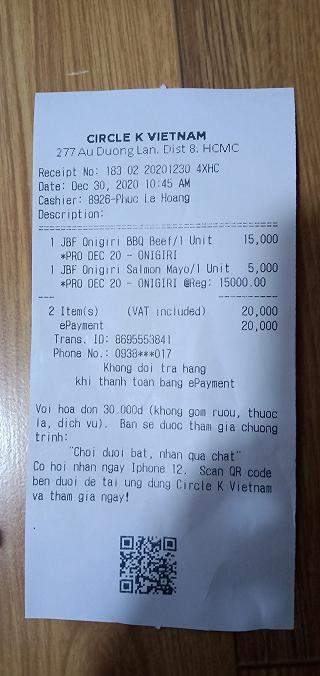 CIRCLE K VIETNAM
277 Au Duong Lan. Dist 8. HCMC
Receipt No: 183 02 20201230 4XHC
Date: Dec 30, 2020 10:45 AM
Cashier: 8926-Phuc Le Hoang
Description:
1 JBF Onigiri BBQ Beef/1 Unit 15,000
*PRO DEC 20 - ONIGIRI
1 JBF Onigiri Salmon Mayo/1 Unit 5,000
*PRO DEC 20 - ONIGIRI @Reg: 15000.00
2 Item(s) (VAT included) 20,000
ePayment 20,000
Trans. ID: 8695553841
Phone No.: 0938***017
Khong doi tra hang
khi thanh toan bang ePayment
Voi hoa don 30.000d (khong gom ruou, thuoc
la, dich vu). Ban se duoc tham gia chuong
trinh:
"Choi duoi bat, nhan qua chat"
Co hoi nhan ngay Iphone 12. Scan QR code
ben duoi de tai ung dung Circle K Vietnam
va tham gia ngay!